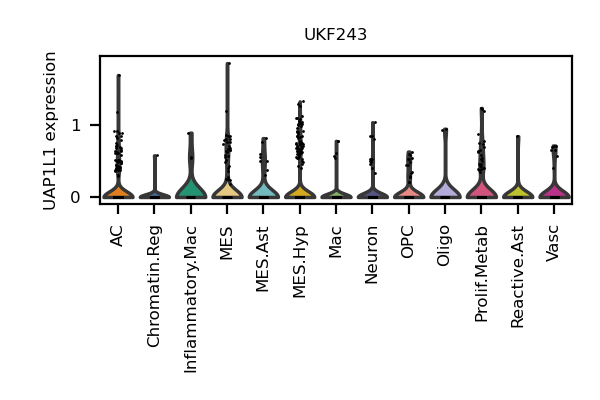 UKF243
UAP1L1 expression
1
0
AC
Chromatin.Reg
Inflammatory.Mac
MES
MES.Ast
MES.Hyp
Mac
Neuron
OPC
Oligo
Prolif.Metab
Reactive.Ast
Vasc